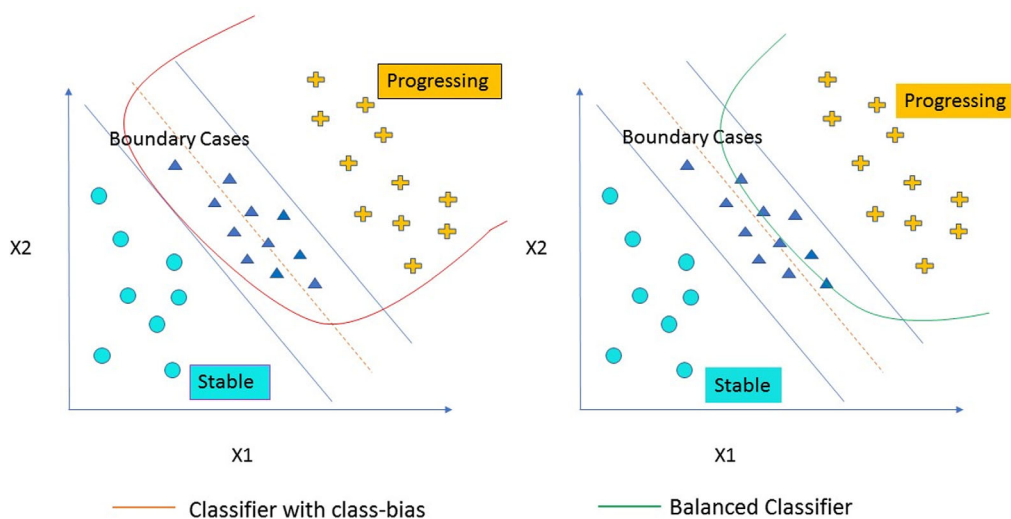 Progressing
Boundary Cases
X2
Stable
X1
Classifier with class-bias
Progressing
Boundary Cases
X2
Stable
X1
Balanced Classifier